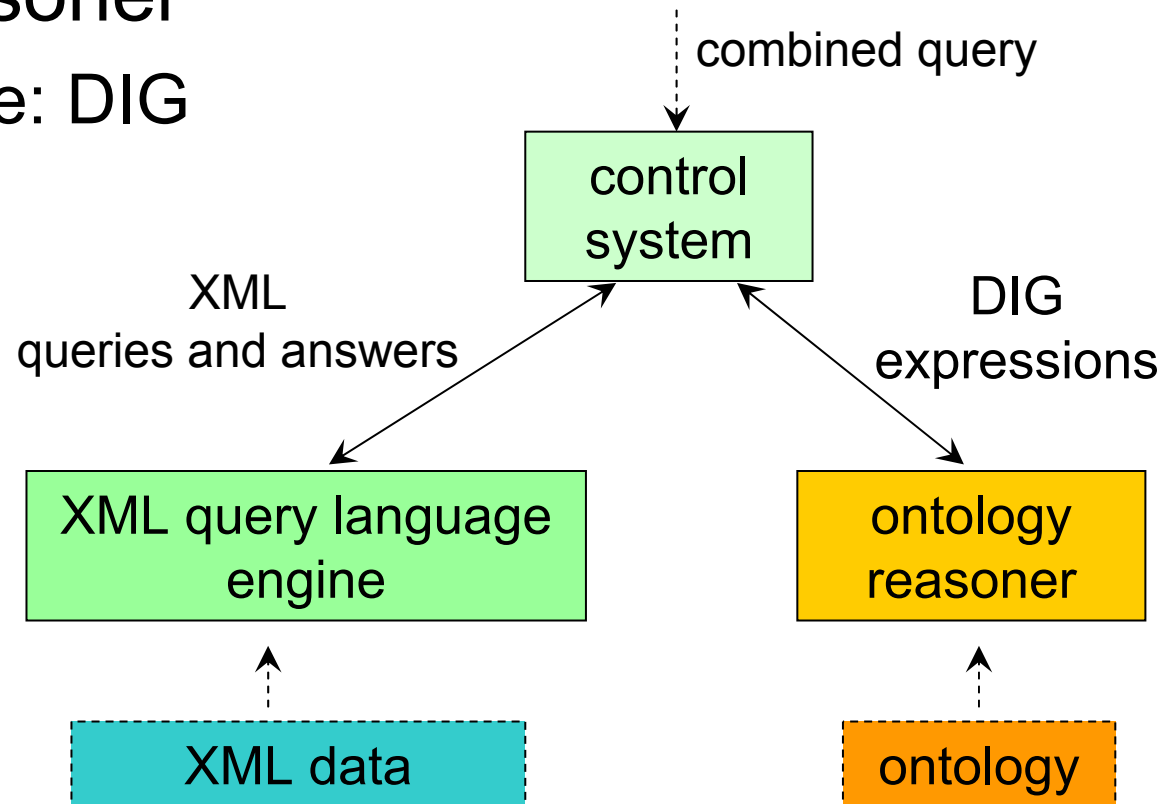 e: DIG
combined query
control
system
XML
queries and answers
DIG
expressions
XML query language
engine
ontology
reasoner
XML data
ontology